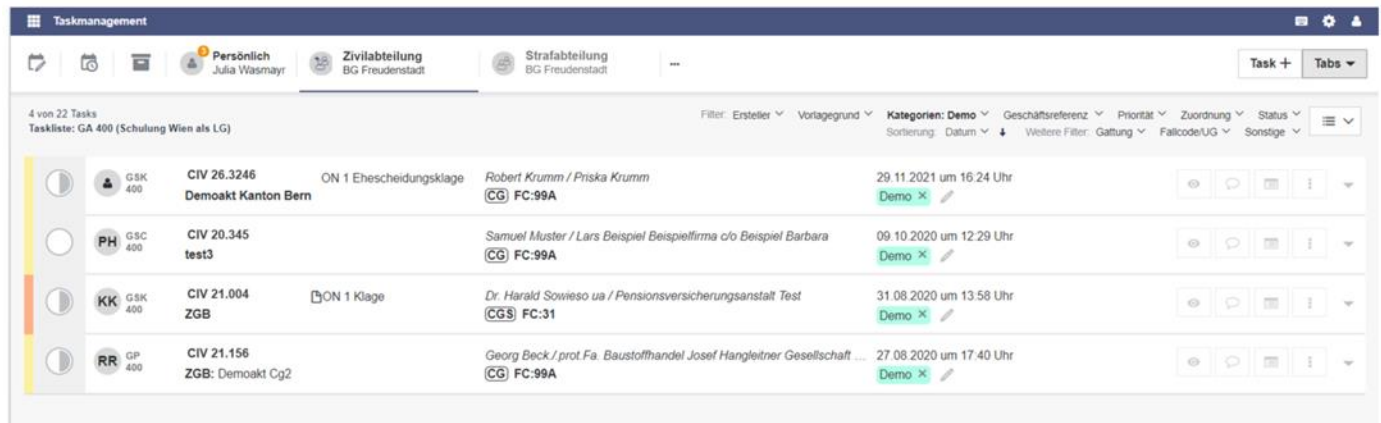 Taskmanagement
3 Persönlich
Julia Wasmayr
Zivilabteilung
BG Freudenstadt
Strafabteilung
BG Freudenstadt
...
Task +
Tabs
4 von 22 Tasks
Taskliste: GA 400 (Schulung Wien als LG)
Filter: Ersteller Vorlagegrund Kategorien: Demo Geschäftsreferenz Priorität Zuordnung Status
Sortierung: Datum Weitere Filter: Gattung Fallcode/UG Sonstige
GSK
400
CIV 26.3246
Demoakt Kanton Bern
ON 1 Ehescheidungsklage
Robert Krumm / Priska Krumm
CG FC:99A
29.11.2021 um 16:24 Uhr
Demo ×
PH
GSC
400
CIV 20.345
test3
Samuel Muster / Lars Beispiel Beispielfirma c/o Beispiel Barbara
CG FC:99A
09.10.2020 um 12:29 Uhr
Demo ×
KK
GSK
400
CIV 21.004
ZGB
ON 1 Klage
Dr. Harald Sowieso ua / Pensionsversicherungsanstalt Test
CGS FC:31
31.08.2020 um 13:58 Uhr
Demo ×
RR
GP
400
CIV 21.156
ZGB: Demoakt Cg2
Georg Beck./.prot.Fa. Baustoffhandel Josef Hangleitner Gesellschaft ...
CG FC:99A
27.08.2020 um 17:40 Uhr
Demo ×